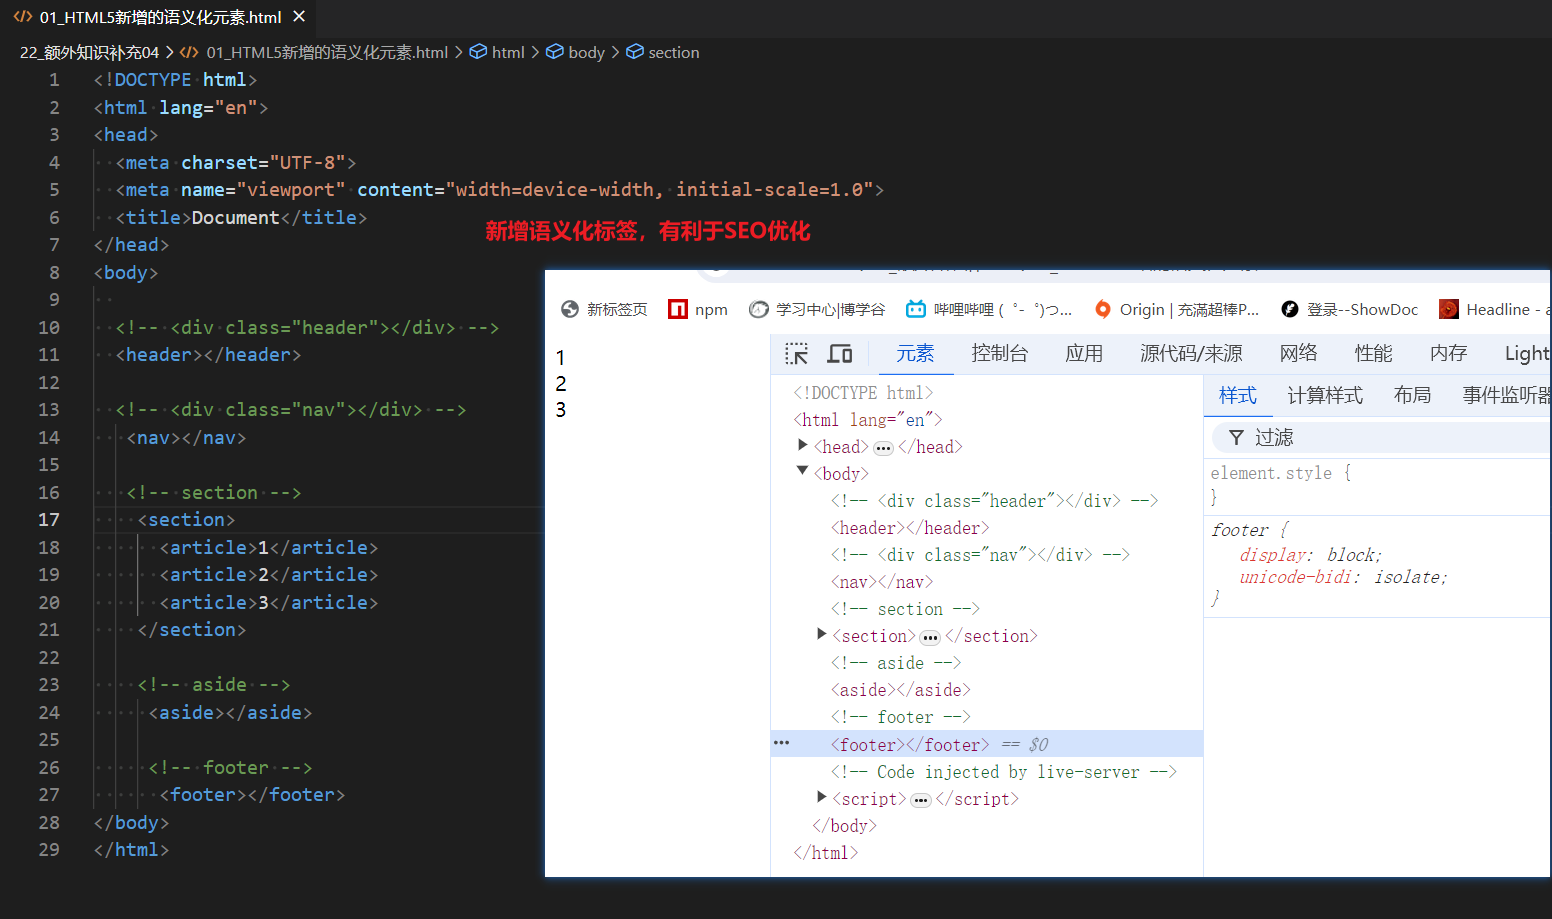 01_HTML5新增的语义化元素.html
22_额外知识补充04 > 01_HTML5新增的语义化元素.html > html > body > section
1 <!DOCTYPE html>
2 <html lang="en">
3 <head>
4 <meta charset="UTF-8">
5 <meta name="viewport" content="width=device-width, initial-scale=1.0">
6 <title>Document</title>
7 </head>
8 <body>
9
10 <!-- <div class="header"></div> -->
11 <header></header>
12
13 <!-- <div class="nav"></div> -->
14 <nav></nav>
15
16 <!-- section -->
17 <section>
18 <article>1</article>
19 <article>2</article>
20 <article>3</article>
21 </section>
22
23 <!-- aside -->
24 <aside></aside>
25
26 <!-- footer -->
27 <footer></footer>
28 </body>
29 </html>
新增语义化标签，有利于SEO优化
新标签页 npm 学习中心|博学谷 哔哩哔哩 ( ゜- ゜)つ... Origin | 充满超棒P... 登录--ShowDoc Headline - a
1
2
3
元素 控制台 应用 源代码/来源 网络 性能 内存 Light
<!DOCTYPE html>
<html lang="en">
<head> ••• </head>
<body>
<!-- <div class="header"></div> -->
<header></header>
<!-- <div class="nav"></div> -->
<nav></nav>
<!-- section -->
<section> ••• </section>
<!-- aside -->
<aside></aside>
<!-- footer -->
<footer></footer> == $0
<!-- Code injected by live-server -->
<script> ••• </script>
</body>
</html>
样式 计算样式 布局 事件监听器
过滤
element.style {
}
footer {
display: block;
unicode-bidi: isolate;
}